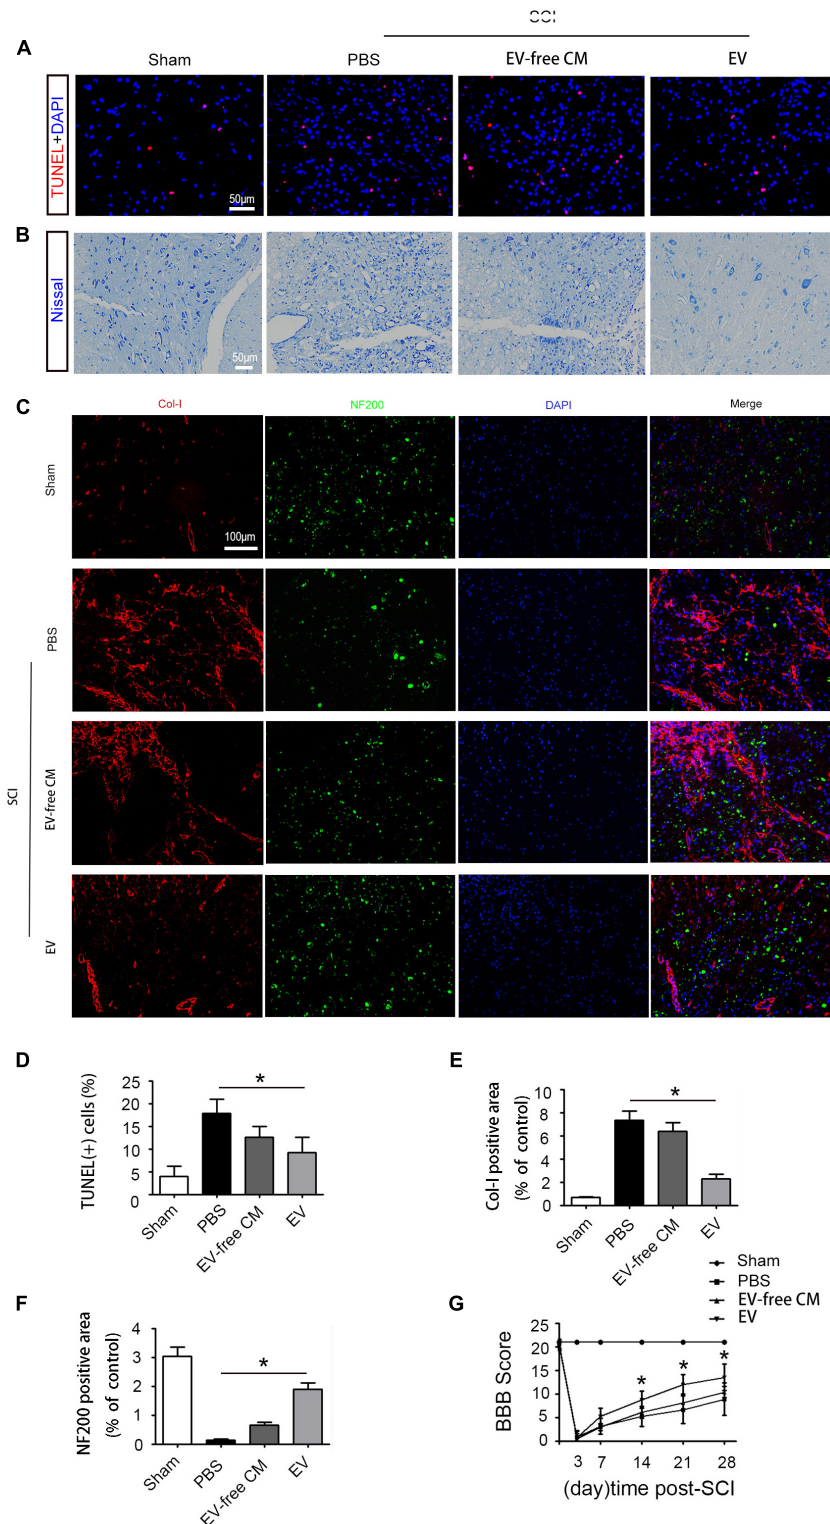 SCI
A
Sham PBS EV-free CM EV
TUNEL+DAPI
50μm
B
Nissal
50μm
C
Col-I NF200 DAPI Merge
Sham
100μm
PBS
SCI
EV-free CM
EV
D
TUNEL(+) cells (%)
25
20
15
10
5
0
*
Sham PBS EV-free CM EV
E
Col-I positive area
(% of control)
10
8
6
4
2
0
*
Sham PBS EV-free CM EV
F
NF200 positive area
(% of control)
4
3
2
1
0
*
Sham PBS EV-free CM EV
G
Sham
PBS
EV-free CM
EV
BBB Score
25
20
15
10
5
0
* * *
3 7 14 21 28
(day)time post-SCI